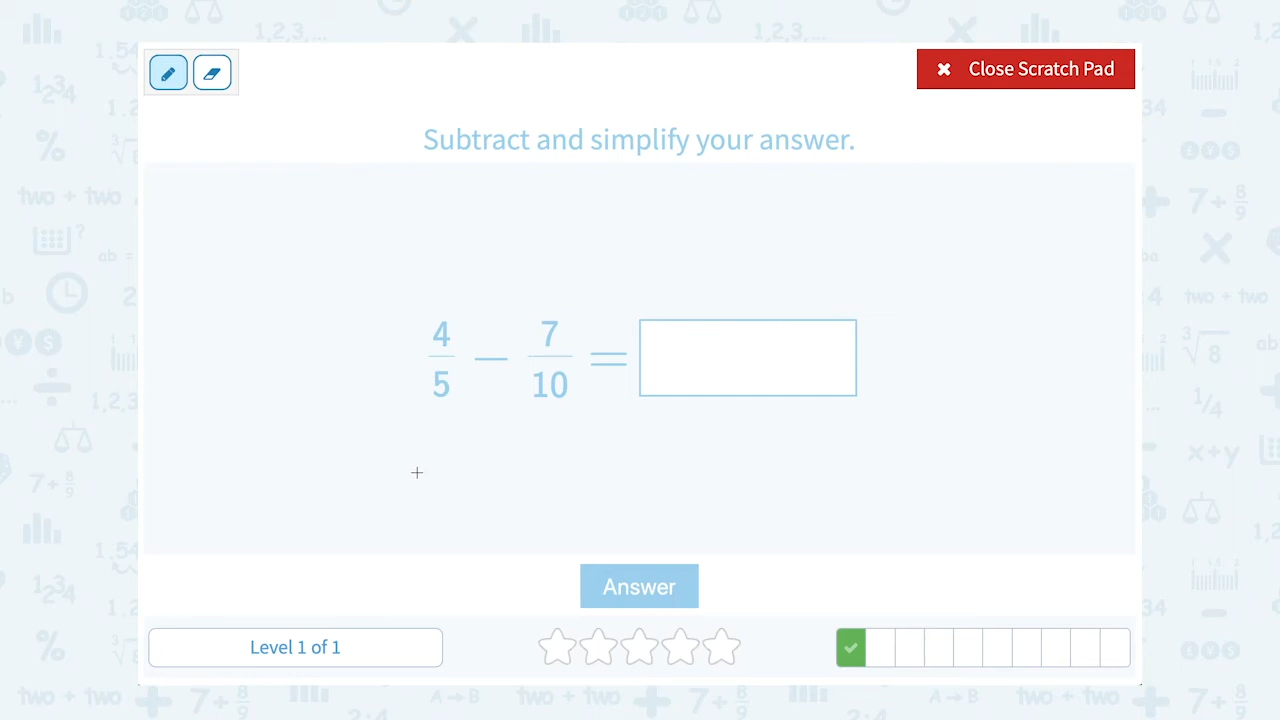 Close Scratch Pad
Subtract and simplify your answer.
4/5 − 7/10 =
Answer
Level 1 of 1